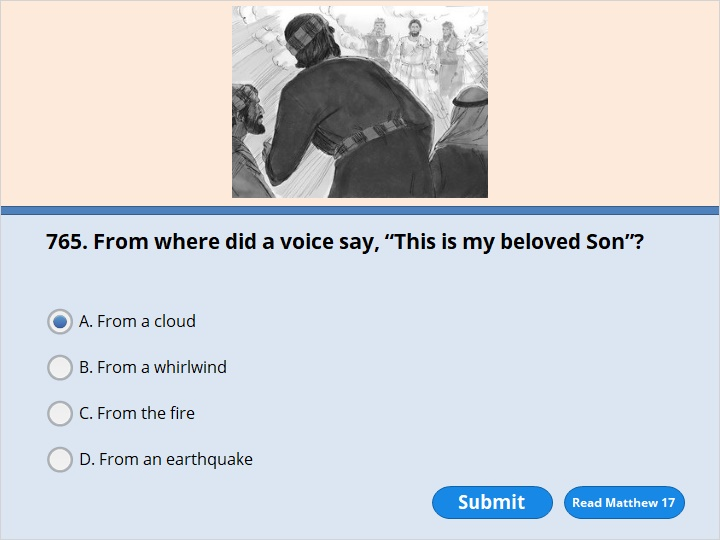 765. From where did a voice say, “This is my beloved Son”?
A. From a cloud
B. From a whirlwind
C. From the fire
D. From an earthquake
Submit
Read Matthew 17